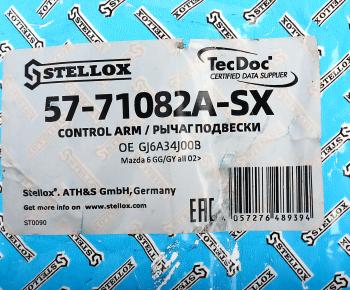 STELLOX
TecDoc
CERTIFIED DATA SUPPLIER
57-71082A-SX
CONTROL ARM / РЫЧАГ ПОДВЕСКИ
OE GJ6A34J00B
Mazda 6 GG/GY all 02>
Stellox® ATH&S GmbH, Germany
Get more info on www.stellox.com
ST0090
EAC
057276 489394